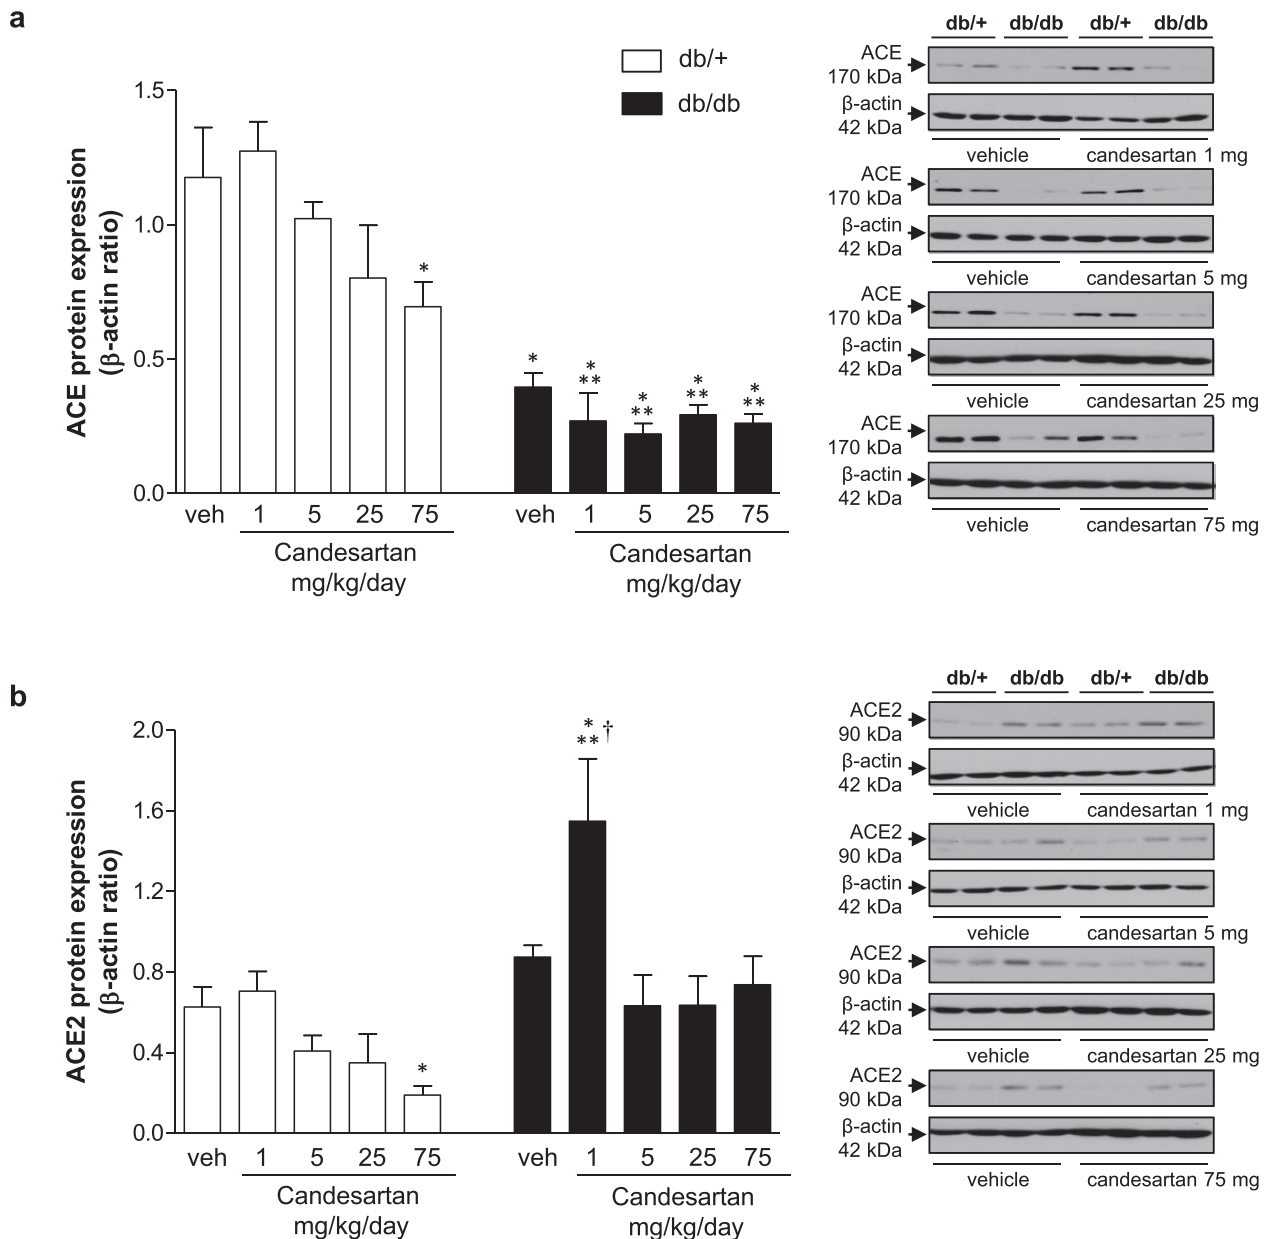 a
db/+
db/db
ACE protein expression
(β-actin ratio)
1.5
1.0
0.5
0.0
*
*
*
**
*
**
*
**
*
**
veh 1 5 25 75
Candesartan
mg/kg/day
veh 1 5 25 75
Candesartan
mg/kg/day
db/+ db/db db/+ db/db
ACE
170 kDa
β-actin
42 kDa
vehicle candesartan 1 mg
ACE
170 kDa
β-actin
42 kDa
vehicle candesartan 5 mg
ACE
170 kDa
β-actin
42 kDa
vehicle candesartan 25 mg
ACE
170 kDa
β-actin
42 kDa
vehicle candesartan 75 mg
b
ACE2 protein expression
(β-actin ratio)
2.0
1.6
1.2
0.8
0.4
0.0
*
*
**†
veh 1 5 25 75
Candesartan
mg/kg/day
veh 1 5 25 75
Candesartan
mg/kg/day
db/+ db/db db/+ db/db
ACE2
90 kDa
β-actin
42 kDa
vehicle candesartan 1 mg
ACE2
90 kDa
β-actin
42 kDa
vehicle candesartan 5 mg
ACE2
90 kDa
β-actin
42 kDa
vehicle candesartan 25 mg
ACE2
90 kDa
β-actin
42 kDa
vehicle candesartan 75 mg